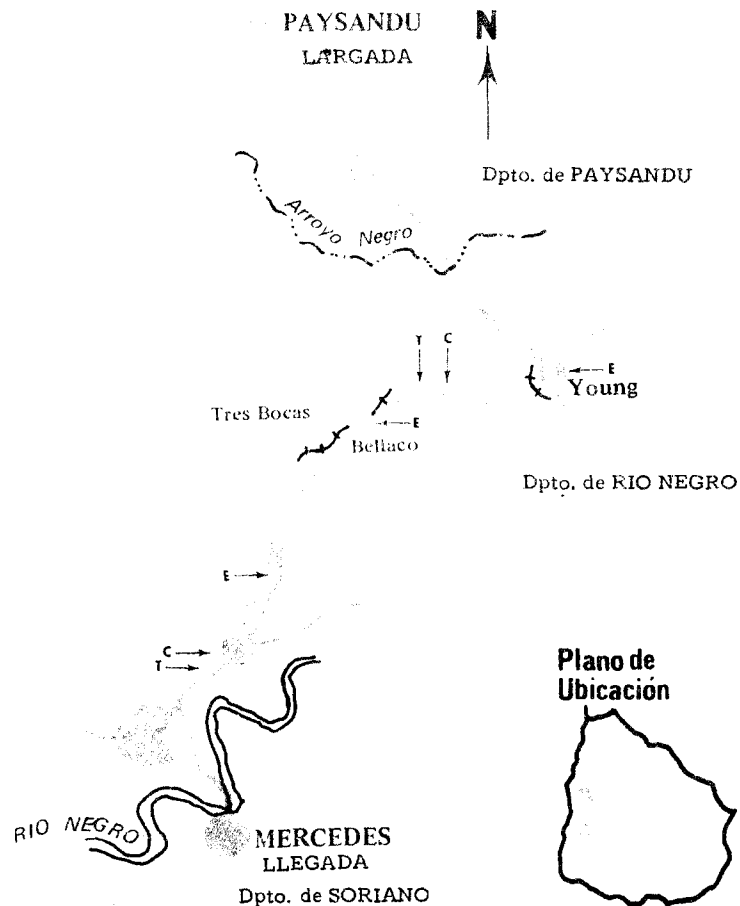 PAYSANDU
LARGADA
N
Dpto. de PAYSANDU
Arroyo Negro
T C
E
Young
Tres Bocas
E
Bellaco
Dpto. de RIO NEGRO
E
C
T
Plano de
Ubicación
RIO NEGRO
MERCEDES
LLEGADA
Dpto. de SORIANO